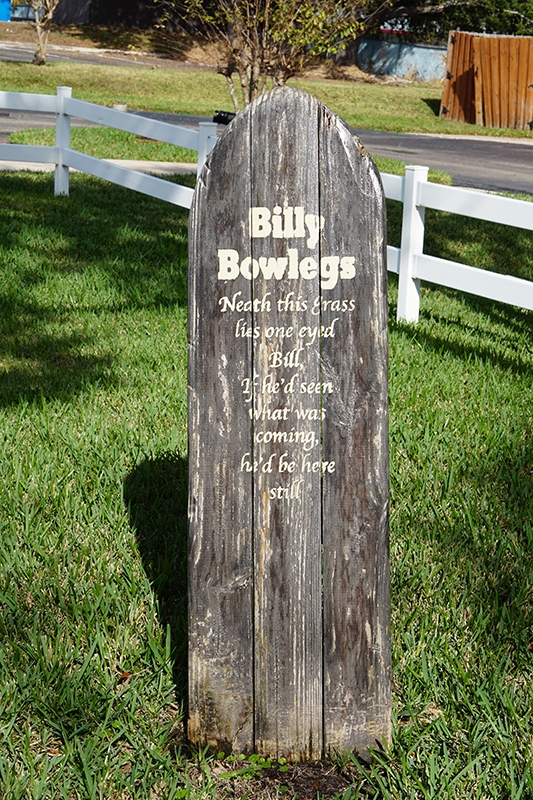 Billy
Bowlegs
Neath this grass
lies one eyed
Bill,
If he'd seen
what was
coming,
he'd be here
still